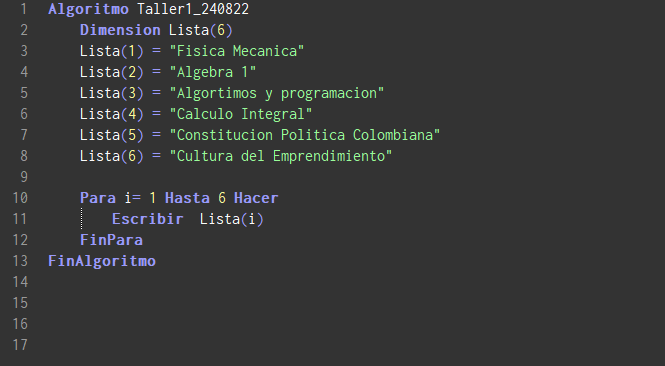 1 Algoritmo Taller1_240822
2 Dimension Lista(6)
3 Lista(1) = "Fisica Mecanica"
4 Lista(2) = "Algebra 1"
5 Lista(3) = "Algortimos y programacion"
6 Lista(4) = "Calculo Integral"
7 Lista(5) = "Constitucion Politica Colombiana"
8 Lista(6) = "Cultura del Emprendimiento"
9
10 Para i= 1 Hasta 6 Hacer
11 Escribir Lista(i)
12 FinPara
13 FinAlgoritmo
14
15
16
17